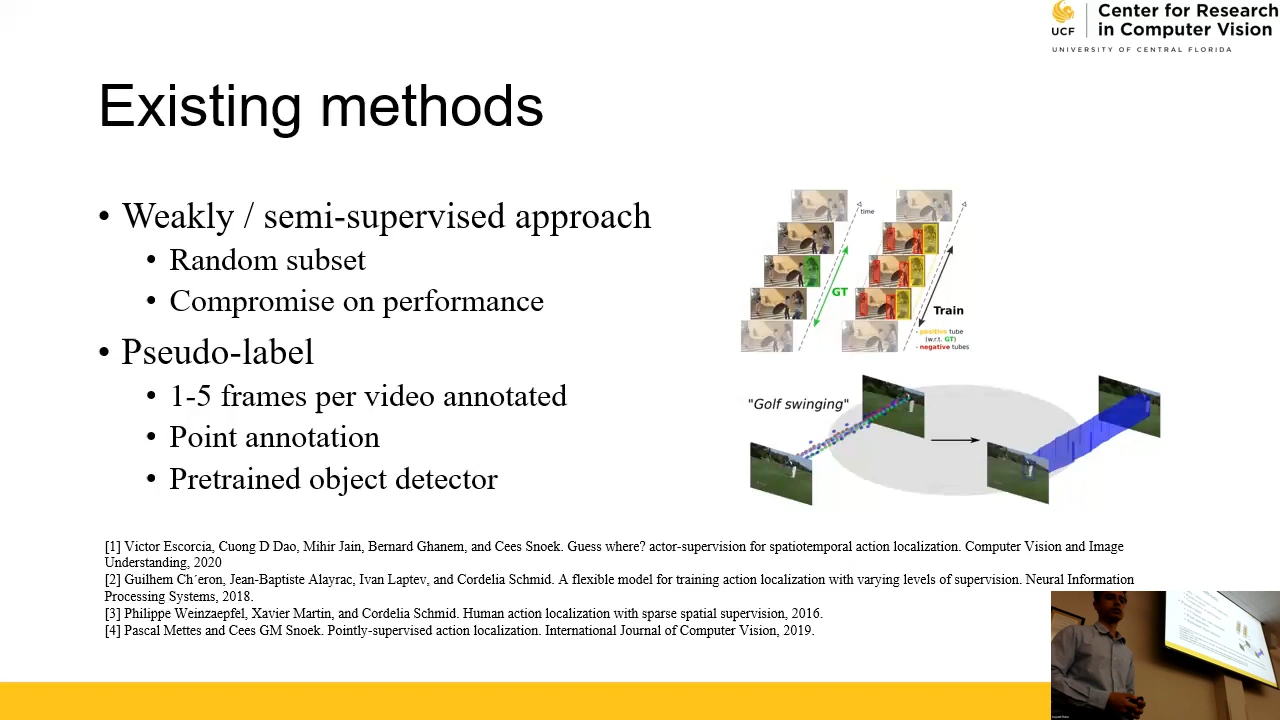 UCF
Center for Research
in Computer Vision
UNIVERSITY OF CENTRAL FLORIDA
Existing methods
• Weakly / semi-supervised approach
• Random subset
• Compromise on performance
• Pseudo-label
• 1-5 frames per video annotated
• Point annotation
• Pretrained object detector
time
GT
Train
- positive tube
(w.r.t. GT)
- negative tubes
"Golf swinging"
[1] Victor Escorcia, Cuong D Dao, Mihir Jain, Bernard Ghanem, and Cees Snoek. Guess where? actor-supervision for spatiotemporal action localization. Computer Vision and Image
Understanding, 2020
[2] Guilhem Ch´eron, Jean-Baptiste Alayrac, Ivan Laptev, and Cordelia Schmid. A flexible model for training action localization with varying levels of supervision. Neural Information
Processing Systems, 2018.
[3] Philippe Weinzaepfel, Xavier Martin, and Cordelia Schmid. Human action localization with sparse spatial supervision, 2016.
[4] Pascal Mettes and Cees GM Snoek. Pointly-supervised action localization. International Journal of Computer Vision, 2019.